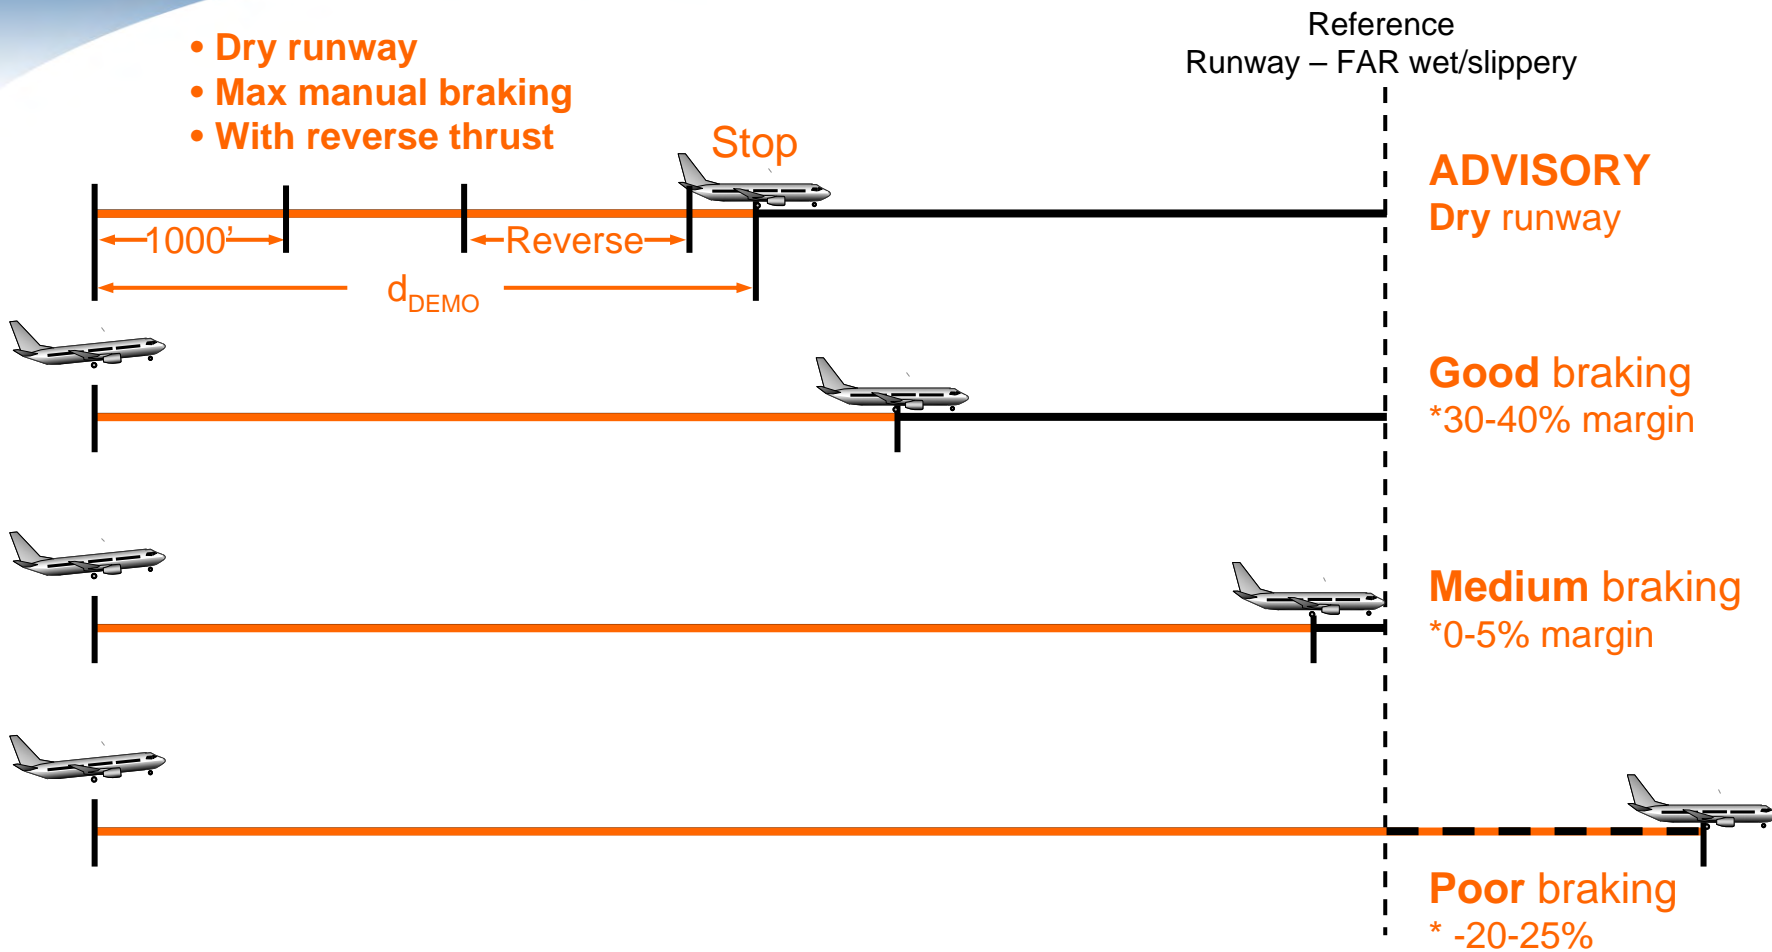 • Dry runway
• Max manual braking
• With reverse thrust
Reference
Runway – FAR wet/slippery
Stop
ADVISORY
Dry runway
1000’
Reverse
dDEMO
Good braking
*30-40% margin
Medium braking
*0-5% margin
Poor braking
* -20-25%